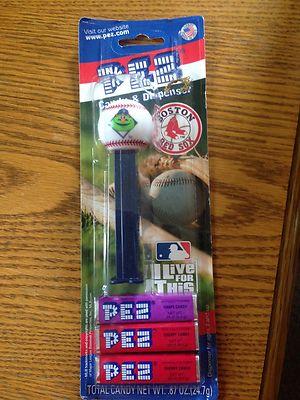 Visit our website
www.pez.com
PEZ
Candy & Dispenser
BOSTON
RED SOX
I live
FOR
THIS
PEZ
GRAPE CANDY
PEZ
CHERRY CANDY
PEZ
CHERRY CANDY
TOTAL CANDY NET WT. .87 OZ. (24.7g)